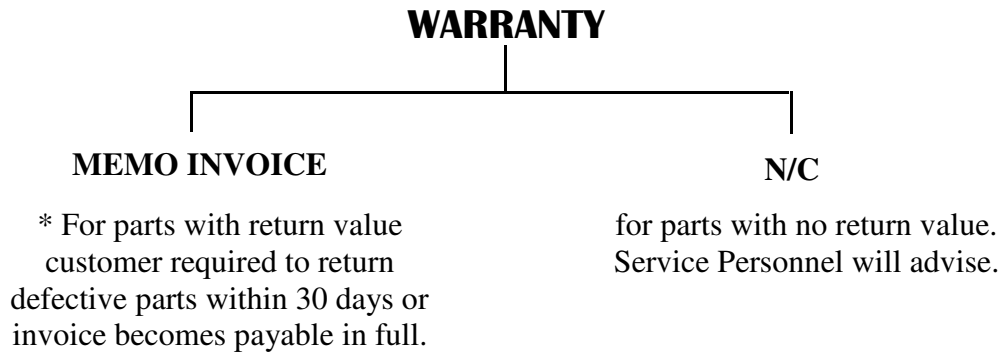 WARRANTY
MEMO INVOICE
* For parts with return value
customer required to return
defective parts within 30 days or
invoice becomes payable in full.
N/C
for parts with no return value.
Service Personnel will advise.